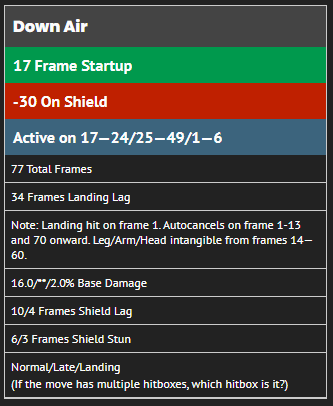 Down Air
17 Frame Startup
-30 On Shield
Active on 17—24/25—49/1—6
77 Total Frames
34 Frames Landing Lag
Note: Landing hit on frame 1. Autocancels on frame 1-13
and 70 onward. Leg/Arm/Head intangible from frames 14—
60.
16.0/**/2.0% Base Damage
10/4 Frames Shield Lag
6/3 Frames Shield Stun
Normal/Late/Landing
(If the move has multiple hitboxes, which hitbox is it?)